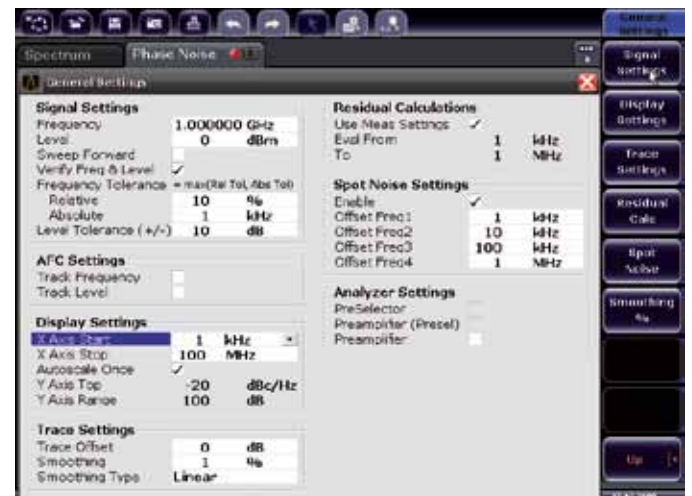 General Settings
Spectrum
Phase Noise
General Settings
Signal Settings
Frequency 1.000000 GHz
Level 0 dBm
Sweep Forward
Verify Freq & Level
Frequency Tolerance = max(Rel Tol, Abs Tol)
Relative 10 %
Absolute 1 kHz
Level Tolerance (+/-) 10 dB
AFC Settings
Track Frequency
Track Level
Display Settings
X Axis Start 1 kHz
X Axis Stop 100 MHz
Autoscale Once
Y Axis Top -20 dBc/Hz
Y Axis Range 100 dB
Trace Settings
Trace Offset 0 dB
Smoothing 1 %
Smoothing Type Linear
Residual Calculations
Use Meas Settings
Eval From 1 kHz
To 1 MHz
Spot Noise Settings
Enable
Offset Freq1 1 kHz
Offset Freq2 10 kHz
Offset Freq3 100 kHz
Offset Freq4 1 MHz
Analyzer Settings
PreSelector
Preamplifier (Presel)
Preamplifier
Signal Settings
Display Settings
Trace Settings
Residual Calc
Spot Noise
Smoothing %
Up